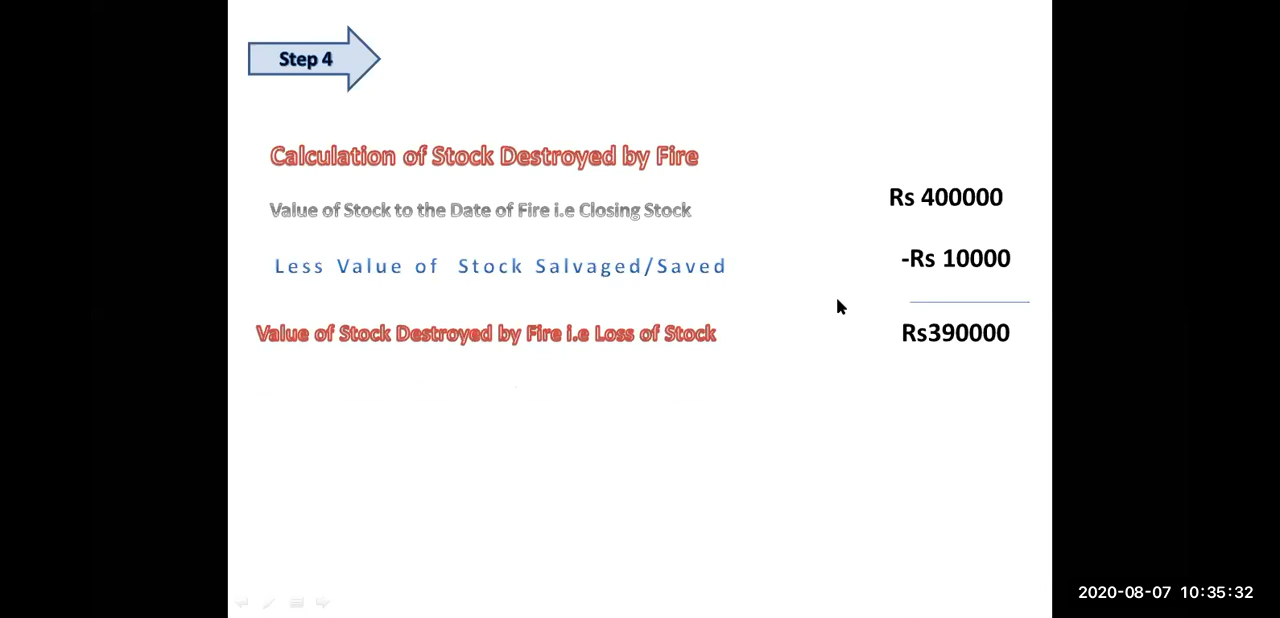 Step 4
Calculation of Stock Destroyed by Fire
Value of Stock to the Date of Fire i.e Closing Stock Rs 400000
Less Value of Stock Salvaged/Saved -Rs 10000
Value of Stock Destroyed by Fire i.e Loss of Stock Rs390000
2020-08-07 10:35:32